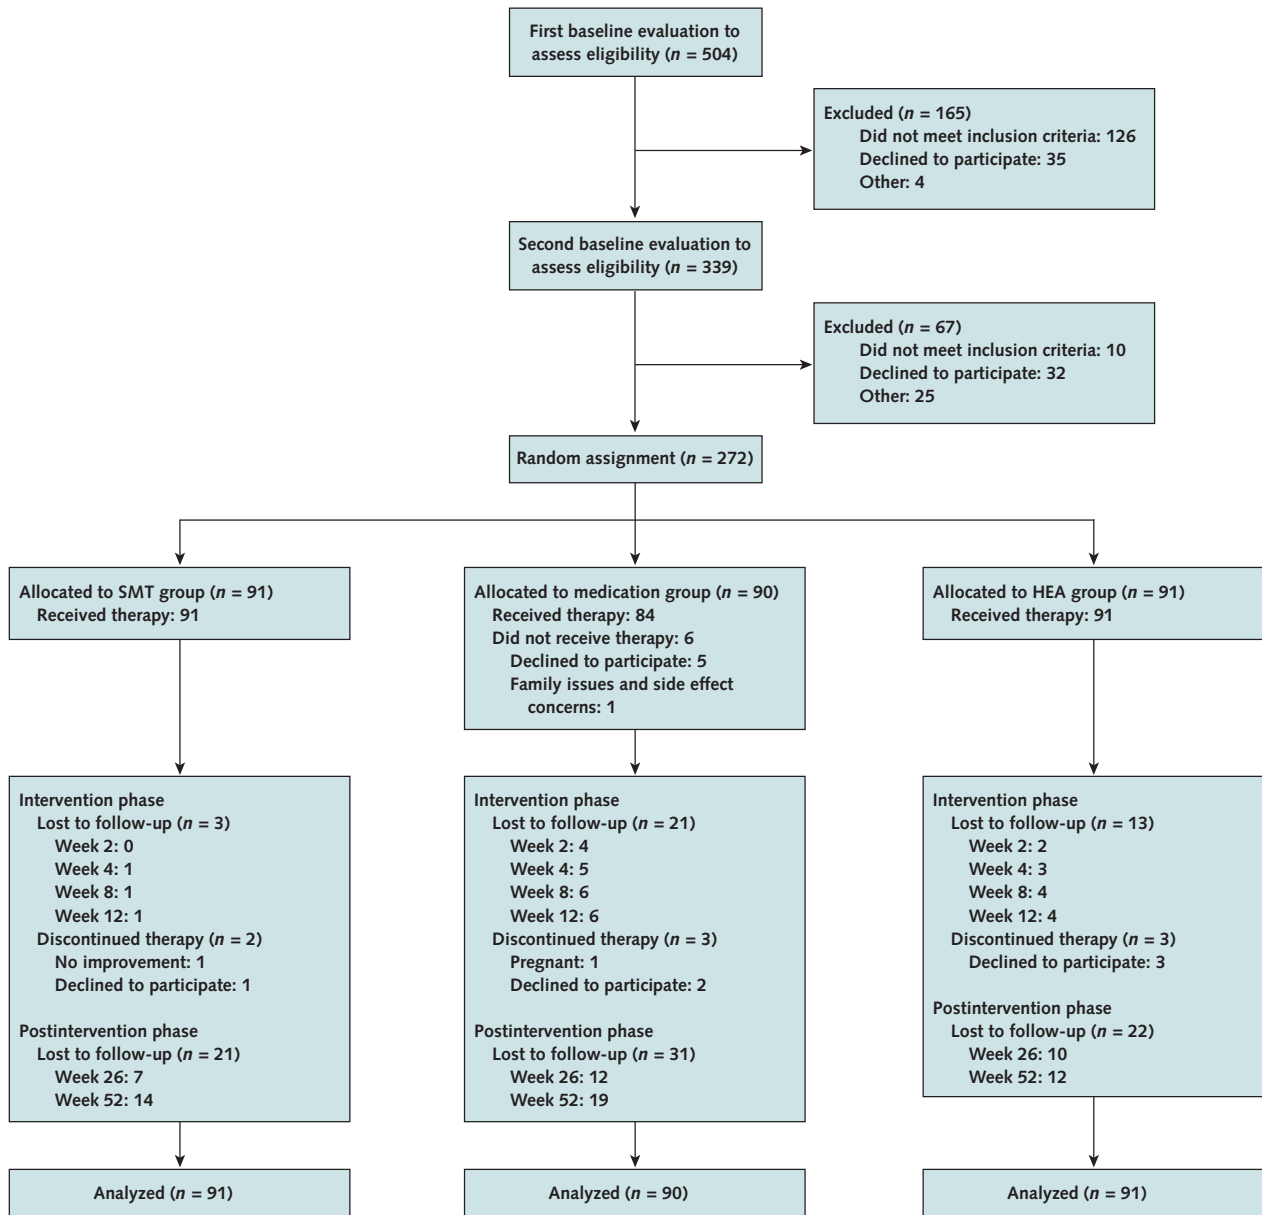 First baseline evaluation to
assess eligibility (n = 504)
Excluded (n = 165)
Did not meet inclusion criteria: 126
Declined to participate: 35
Other: 4
Second baseline evaluation to
assess eligibility (n = 339)
Excluded (n = 67)
Did not meet inclusion criteria: 10
Declined to participate: 32
Other: 25
Random assignment (n = 272)
Allocated to SMT group (n = 91)
Received therapy: 91
Allocated to medication group (n = 90)
Received therapy: 84
Did not receive therapy: 6
Declined to participate: 5
Family issues and side effect
concerns: 1
Allocated to HEA group (n = 91)
Received therapy: 91
Intervention phase
Lost to follow-up (n = 3)
Week 2: 0
Week 4: 1
Week 8: 1
Week 12: 1
Discontinued therapy (n = 2)
No improvement: 1
Declined to participate: 1
Postintervention phase
Lost to follow-up (n = 21)
Week 26: 7
Week 52: 14
Intervention phase
Lost to follow-up (n = 21)
Week 2: 4
Week 4: 5
Week 8: 6
Week 12: 6
Discontinued therapy (n = 3)
Pregnant: 1
Declined to participate: 2
Postintervention phase
Lost to follow-up (n = 31)
Week 26: 12
Week 52: 19
Intervention phase
Lost to follow-up (n = 13)
Week 2: 2
Week 4: 3
Week 8: 4
Week 12: 4
Discontinued therapy (n = 3)
Declined to participate: 3
Postintervention phase
Lost to follow-up (n = 22)
Week 26: 10
Week 52: 12
Analyzed (n = 91)
Analyzed (n = 90)
Analyzed (n = 91)